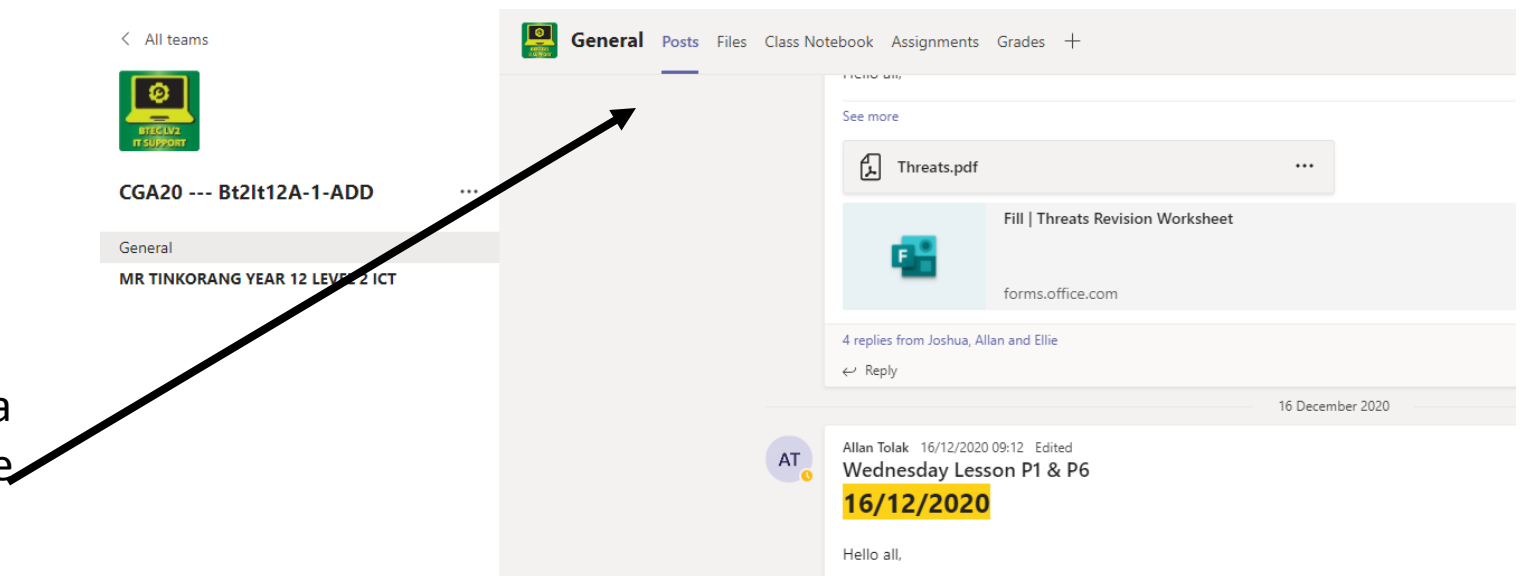 All teams
BTEC LV2
IT SUPPORT
CGA20 --- Bt2It12A-1-ADD
General
MR TINKORANG YEAR 12 LEVEL 2 ICT
a
e
General Posts Files Class Notebook Assignments Grades
Hello all,
See more
Threats.pdf
Fill | Threats Revision Worksheet
forms.office.com
4 replies from Joshua, Allan and Ellie
Reply
16 December 2020
AT
Allan Tolak 16/12/2020 09:12 Edited
Wednesday Lesson P1 & P6
16/12/2020
Hello all,